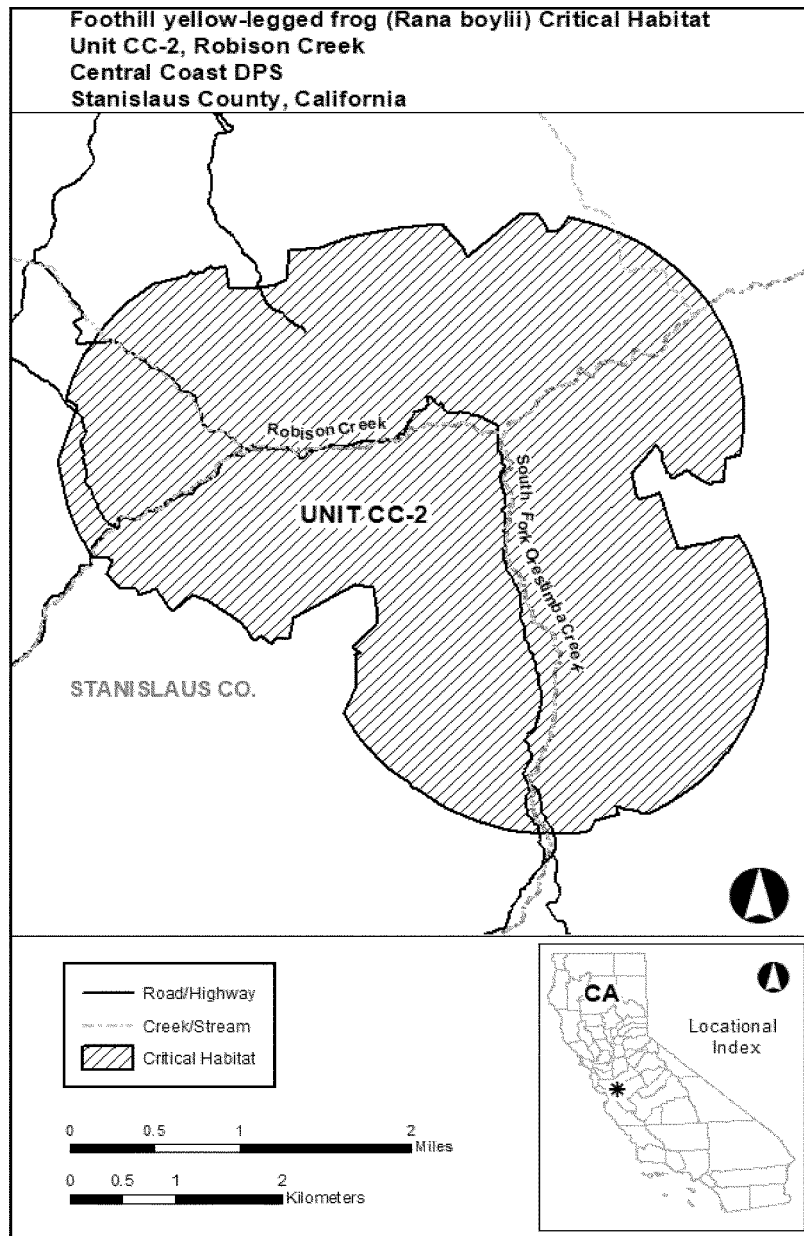 Foothill yellow-legged frog (Rana boylii) Critical Habitat
Unit CC-2, Robison Creek
Central Coast DPS
Stanislaus County, California
Robison Creek
South Fork Orestimba Creek
UNIT CC-2
STANISLAUS CO.
Road/Highway
Creek/Stream
Critical Habitat
0 0.5 1 2
Miles
0 0.5 1 2
Kilometers
CA
Locational
Index